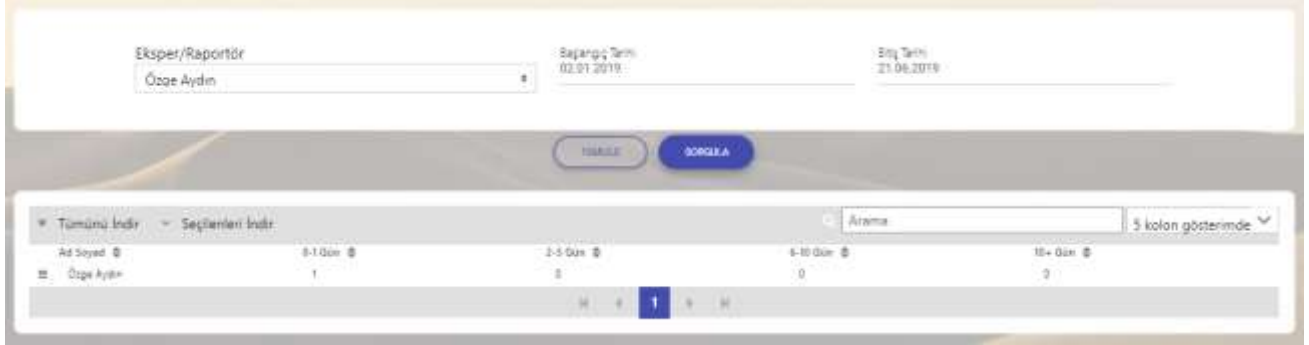 Eksper/Raportör
Başangıç Tarihi
Bitiş Tarihi
Özge Aydın
02.01.2019
21.06.2019
TEMİZLE
SORGULA
Tümünü İndir
Seçilenleri İndir
Arama
5 kolon gösterimde
Ad Soyad
0-1 Gün
2-5 Gün
6-10 Gün
10+ Gün
Özge Aydın
1
0
0
0
1